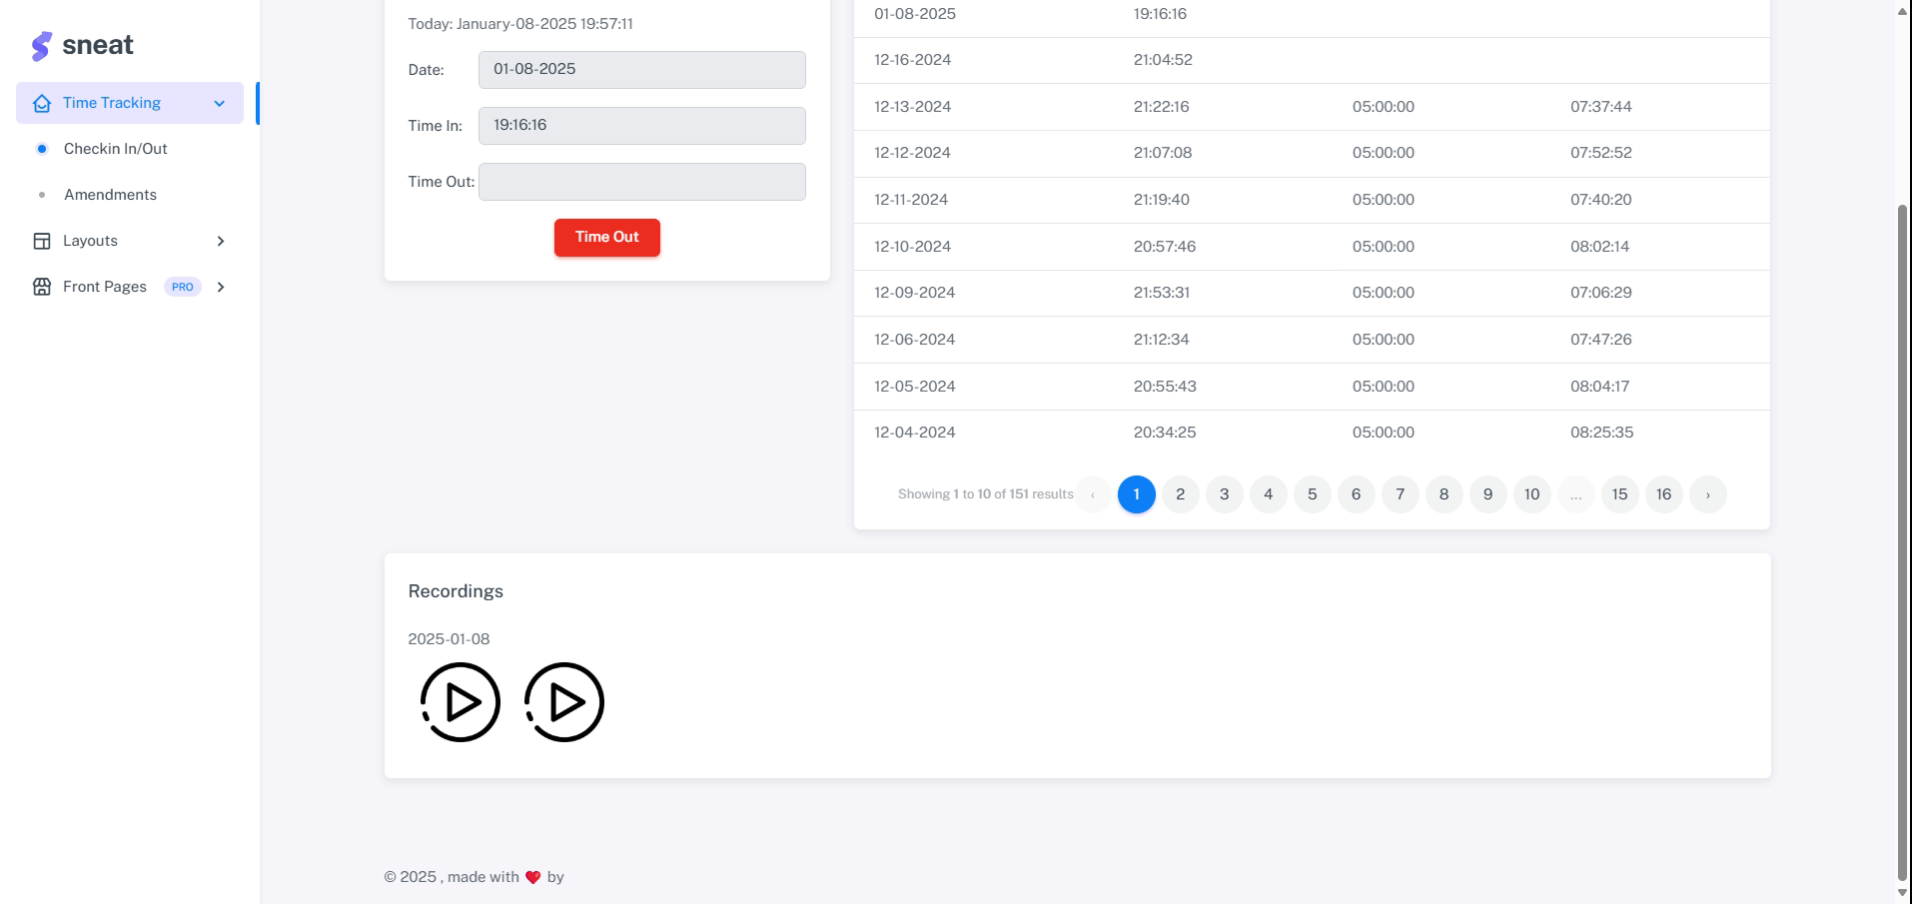 sneat
Time Tracking
Checkin In/Out
Amendments
Layouts
Front Pages PRO
Today: January-08-2025 19:57:11
Date: 01-08-2025
Time In: 19:16:16
Time Out:
Time Out
01-08-2025 19:16:16
12-16-2024 21:04:52
12-13-2024 21:22:16 05:00:00 07:37:44
12-12-2024 21:07:08 05:00:00 07:52:52
12-11-2024 21:19:40 05:00:00 07:40:20
12-10-2024 20:57:46 05:00:00 08:02:14
12-09-2024 21:53:31 05:00:00 07:06:29
12-06-2024 21:12:34 05:00:00 07:47:26
12-05-2024 20:55:43 05:00:00 08:04:17
12-04-2024 20:34:25 05:00:00 08:25:35
Showing 1 to 10 of 151 results ‹ 1 2 3 4 5 6 7 8 9 10 ... 15 16 ›
Recordings
2025-01-08
© 2025 , made with ❤️ by